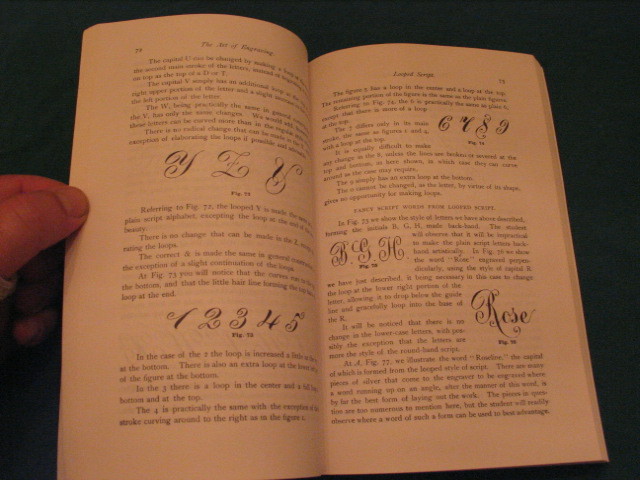 72 The Art of Engraving.
The capital U can be changed by making a loop
the second main stroke of the letter, instead of
on top as the top of a D or T.
The capital V simply has an additional loop at the
right upper portion of the letter and a slight
the left portion of the letter.
The W, being practically the same in general
the V, has only the same changes. We would say
these letters can be curved more than in the regular
There is no radical change that can be made in the X,
exception of elaborating the loops if possible and
Y Z &
Fig. 72
Referring to Fig. 72, the looped Y is made the same
plain script alphabet, excepting the loop at the end of
beauty.
There is no change that can be made in the Z,
rating the loops.
The correct & is made the same in general
the exception of a slight continuation of the loops.
At Fig. 73 you will notice that the curves can be
the bottom, and that the little hair line forming the top
loop at the end.
1 2 3 4 5
Fig. 73
In the case of the 2 the loop is increased a little
at the bottom. There is also an extra loop at the lower
of the figure at the bottom.
In the 3 there is a loop in the center and a full
bottom and at the top.
The 4 is practically the same with the exception of
stroke curving around to the right as in the figure 1.
Looped Script. 73
The figure 5 has a loop in the center and a loop at the top.
The remaining portion of the figure is the same as the plain figures.
Referring to Fig. 74, the 6 is practically the same as plain 6,
except that there is more of a loop
at the top.
The 7 differs only in its main
stroke, the same as figures 1 and 4,
with a loop at the top.
6 7 8 9
Fig. 74
It is equally difficult to make
any change in the 8, unless the lines are broken or severed at the
top and bottom, as here shown, in which case they can curve
around as the case may require.
The 9 simply has an extra loop at the bottom.
The 0 cannot be changed, as the letter, by virtue of its shape,
gives no opportunity for making loops.
FANCY SCRIPT WORDS FROM LOOPED SCRIPT.
In Fig. 75 we show the style of letters we have above described,
forming the initials B, G, H, made back-hand. The student
will observe that it will be impractical
to make the plain script letters back-
hand artistically. In Fig. 76 we show
the word "Rose" engraved perpen-
dicularly, using the style of capital R
B.G.H.
Fig. 75
we have just described, it being necessary in this case to change
the loop at the lower right portion of the
letter, allowing it to drop below the guide
line and gracefully loop into the base of
the R.
It will be noticed that there is no
change in the lower-case letters, with pos-
sibly the exception that the letters are
more the style of the round-hand script.
Rose
Fig. 76
At A, Fig. 77, we illustrate the word "Rosaline," the capital
of which is formed from the looped style of script. There are many
pieces of silver that come to the engraver to be engraved where
a word running up on an angle, after the manner of this word, is
by far the best form of laying out the work. The pieces in ques-
tion are too numerous to mention here, but the student will readily
observe where a word of such a form can be used to best advantage.